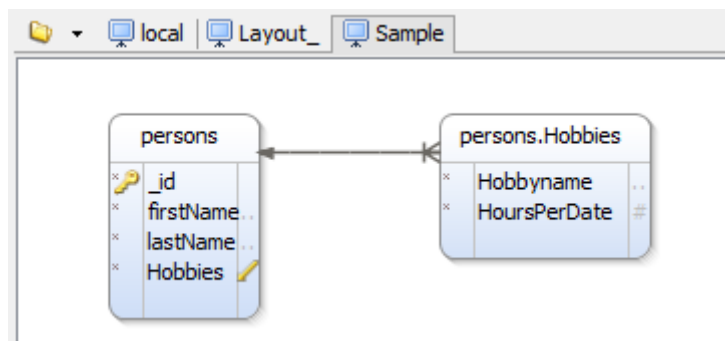 local Layout_ Sample
persons
_id
firstName..
lastName..
Hobbies
persons.Hobbies
Hobbyname ..
HoursPerDate #